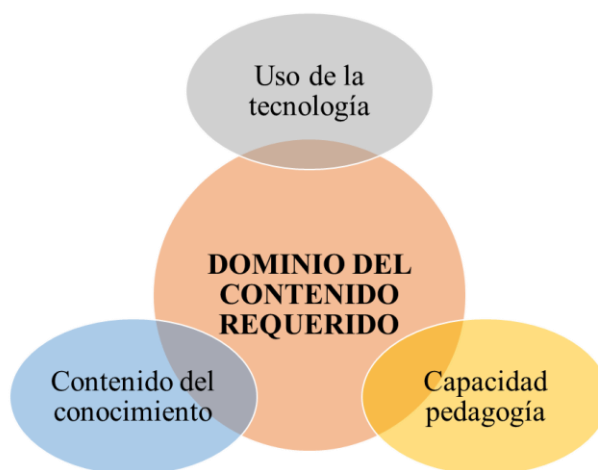 Uso de la
tecnología
DOMINIO DEL
CONTENIDO
REQUERIDO
Contenido del
conocimiento
Capacidad
pedagogía